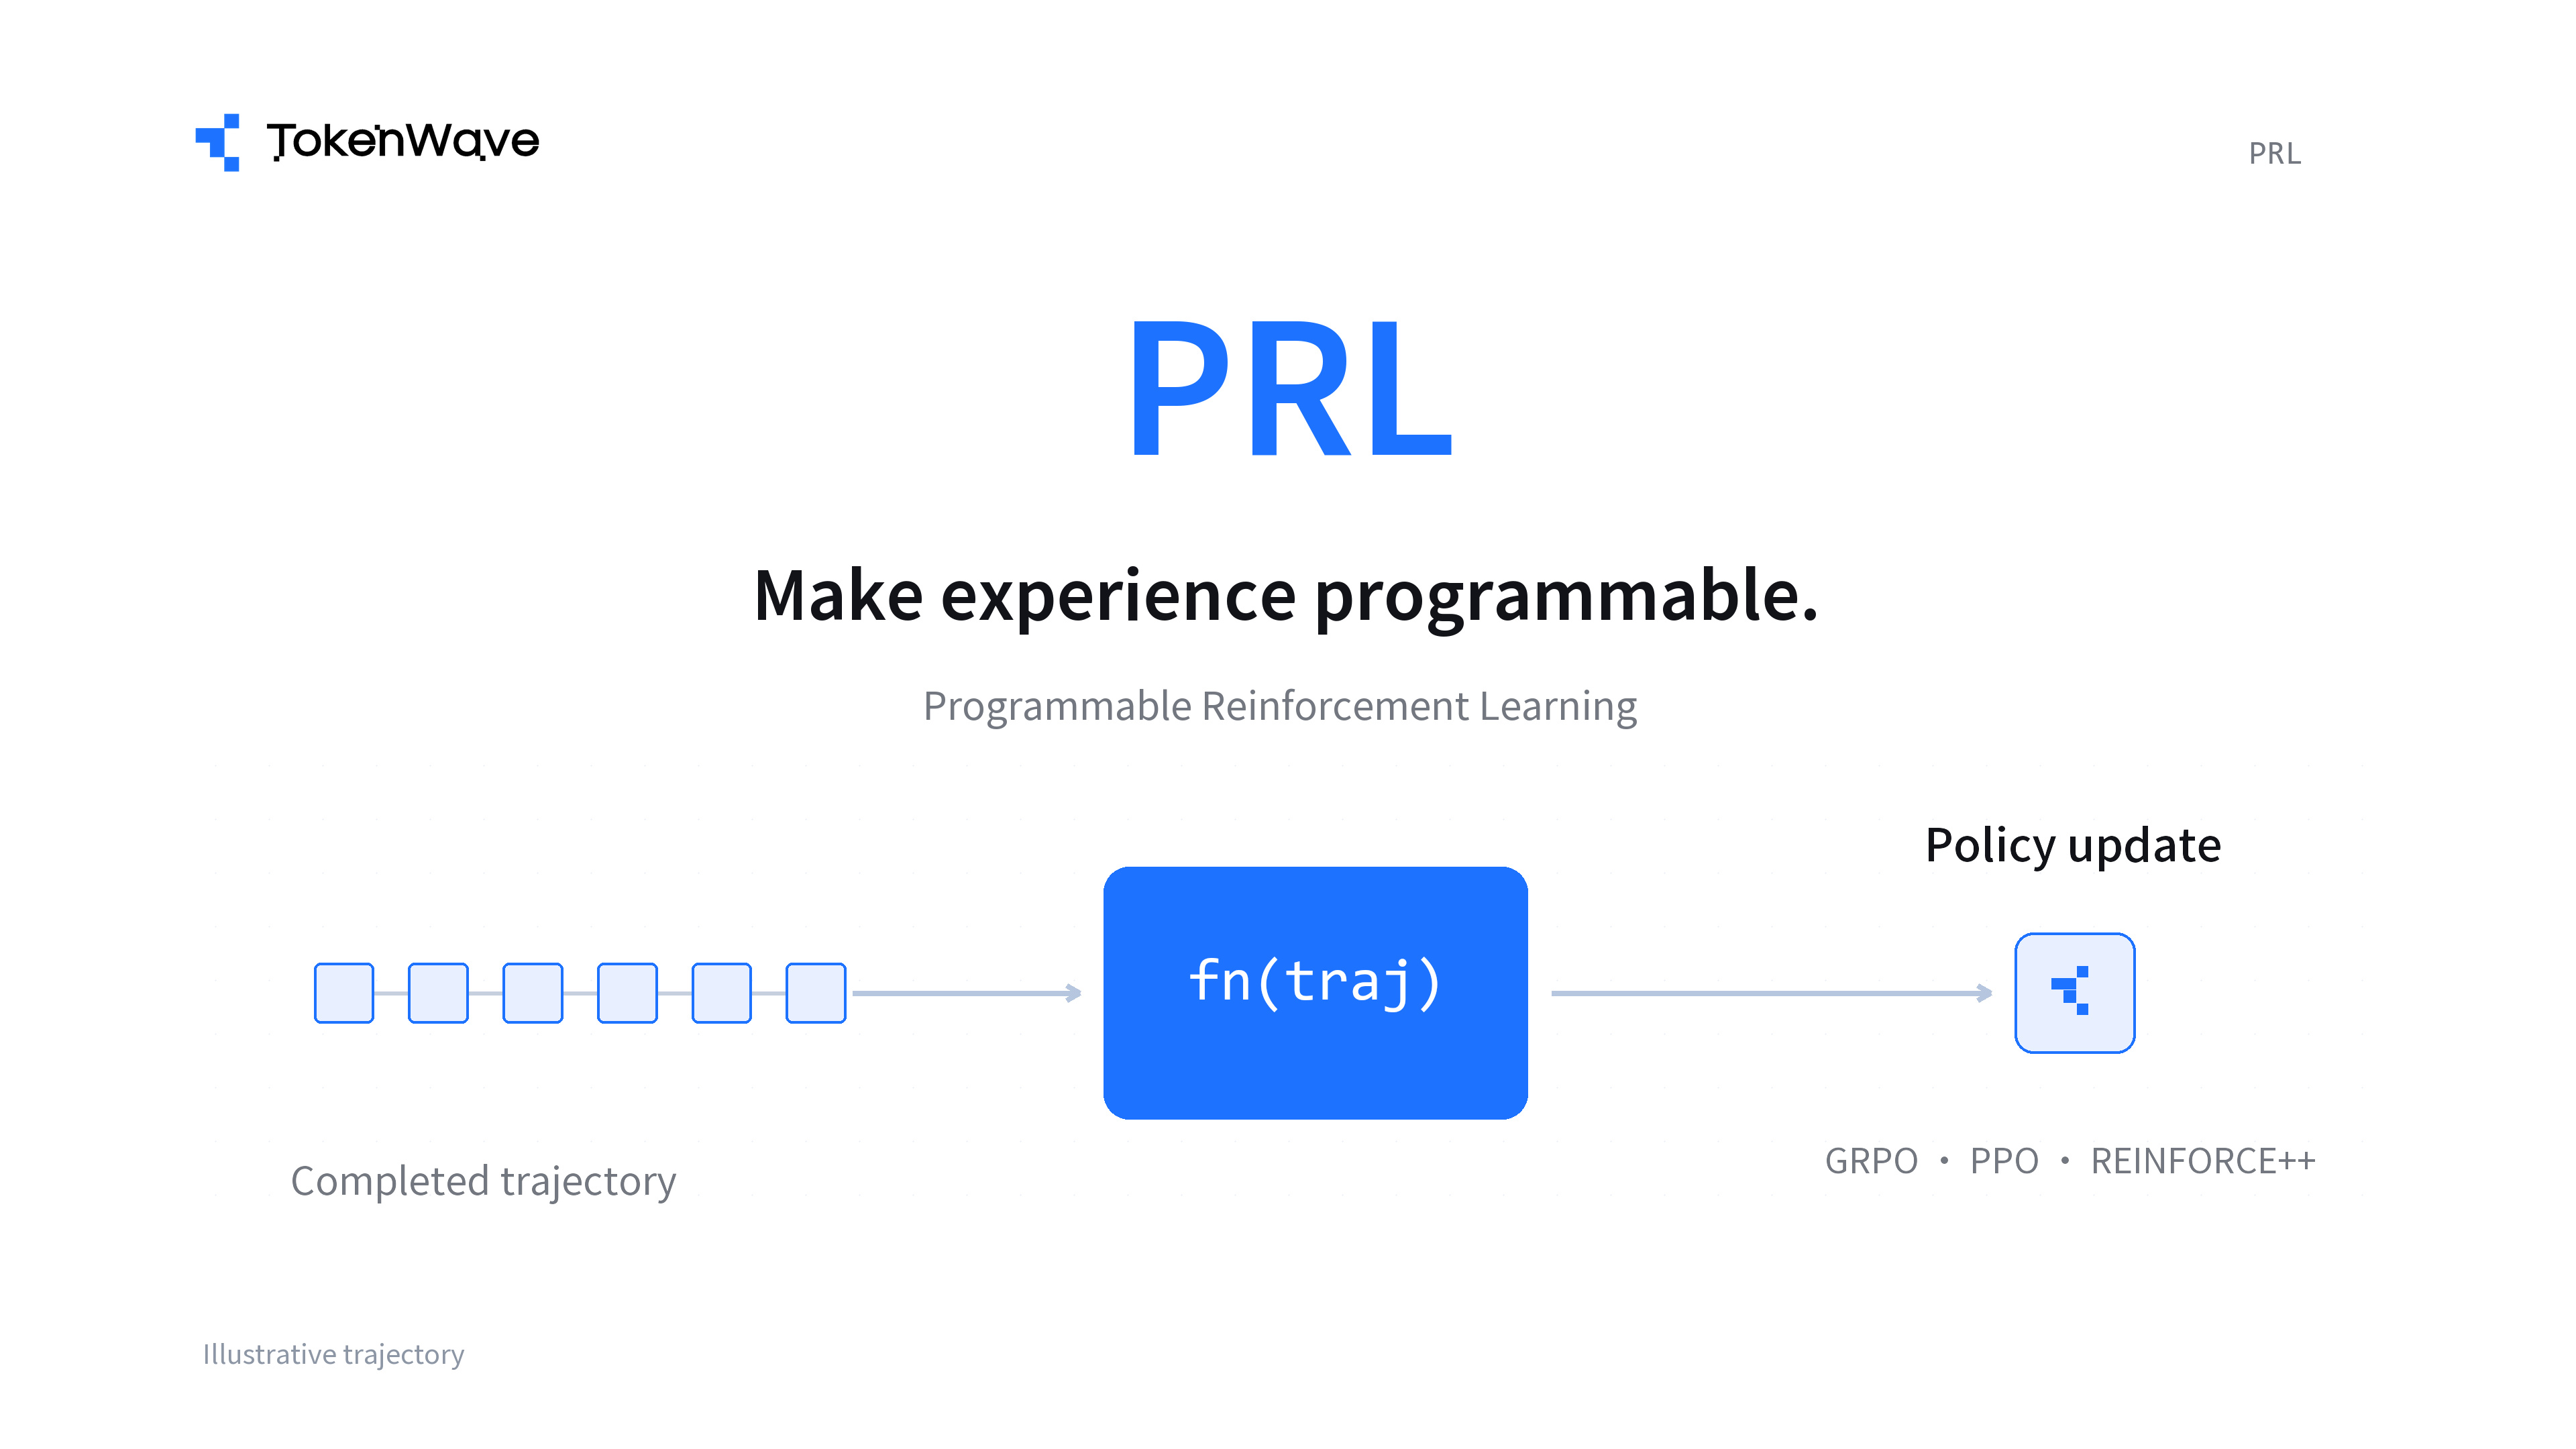 TokenWave
PRL
PRL
Make experience programmable.
Programmable Reinforcement Learning
Policy update
fn(traj)
GRPO • PPO • REINFORCE++
Completed trajectory
Illustrative trajectory